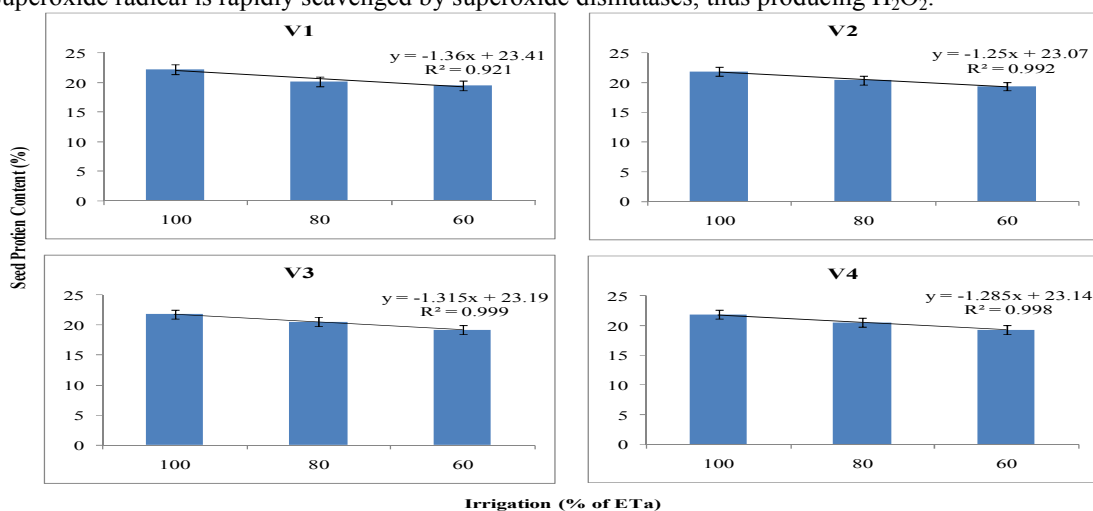 superoxide radical is rapidly scavenged by superoxide dismutases, thus producing H₂O₂.
V1
y = -1.36x + 23.41
R² = 0.921
25
20
15
10
5
0
100 80 60
V2
y = -1.25x + 23.07
R² = 0.992
25
20
15
10
5
0
100 80 60
Seed Protien Content (%)
V3
y = -1.315x + 23.19
R² = 0.999
25
20
15
10
5
0
100 80 60
V4
y = -1.285x + 23.14
R² = 0.998
25
20
15
10
5
0
100 80 60
Irrigation (% of ETa)